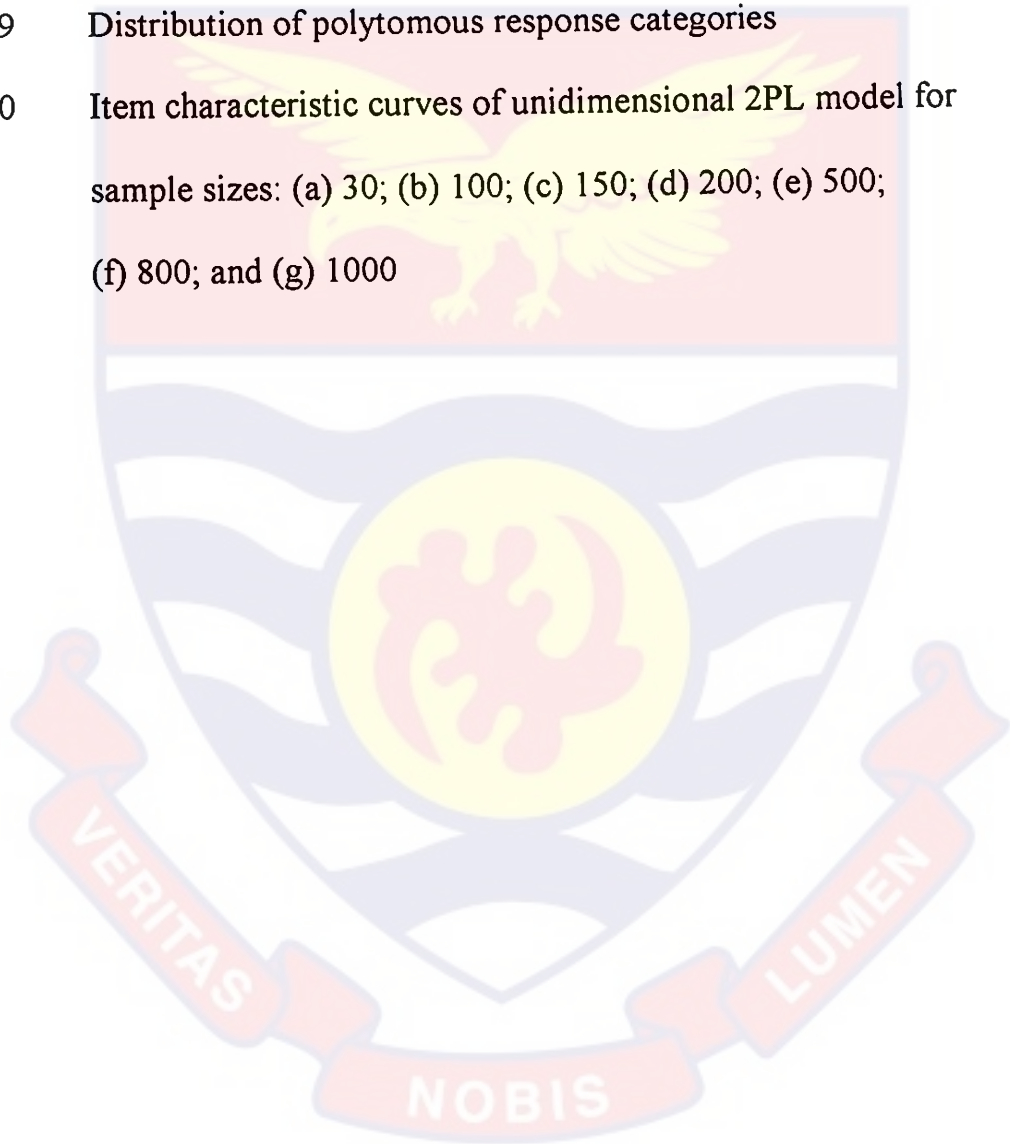 9 Distribution of polytomous response categories
0 Item characteristic curves of unidimensional 2PL model for
sample sizes: (a) 30; (b) 100; (c) 150; (d) 200; (e) 500;
(f) 800; and (g) 1000
VERITAS
NOBIS
LUMEN